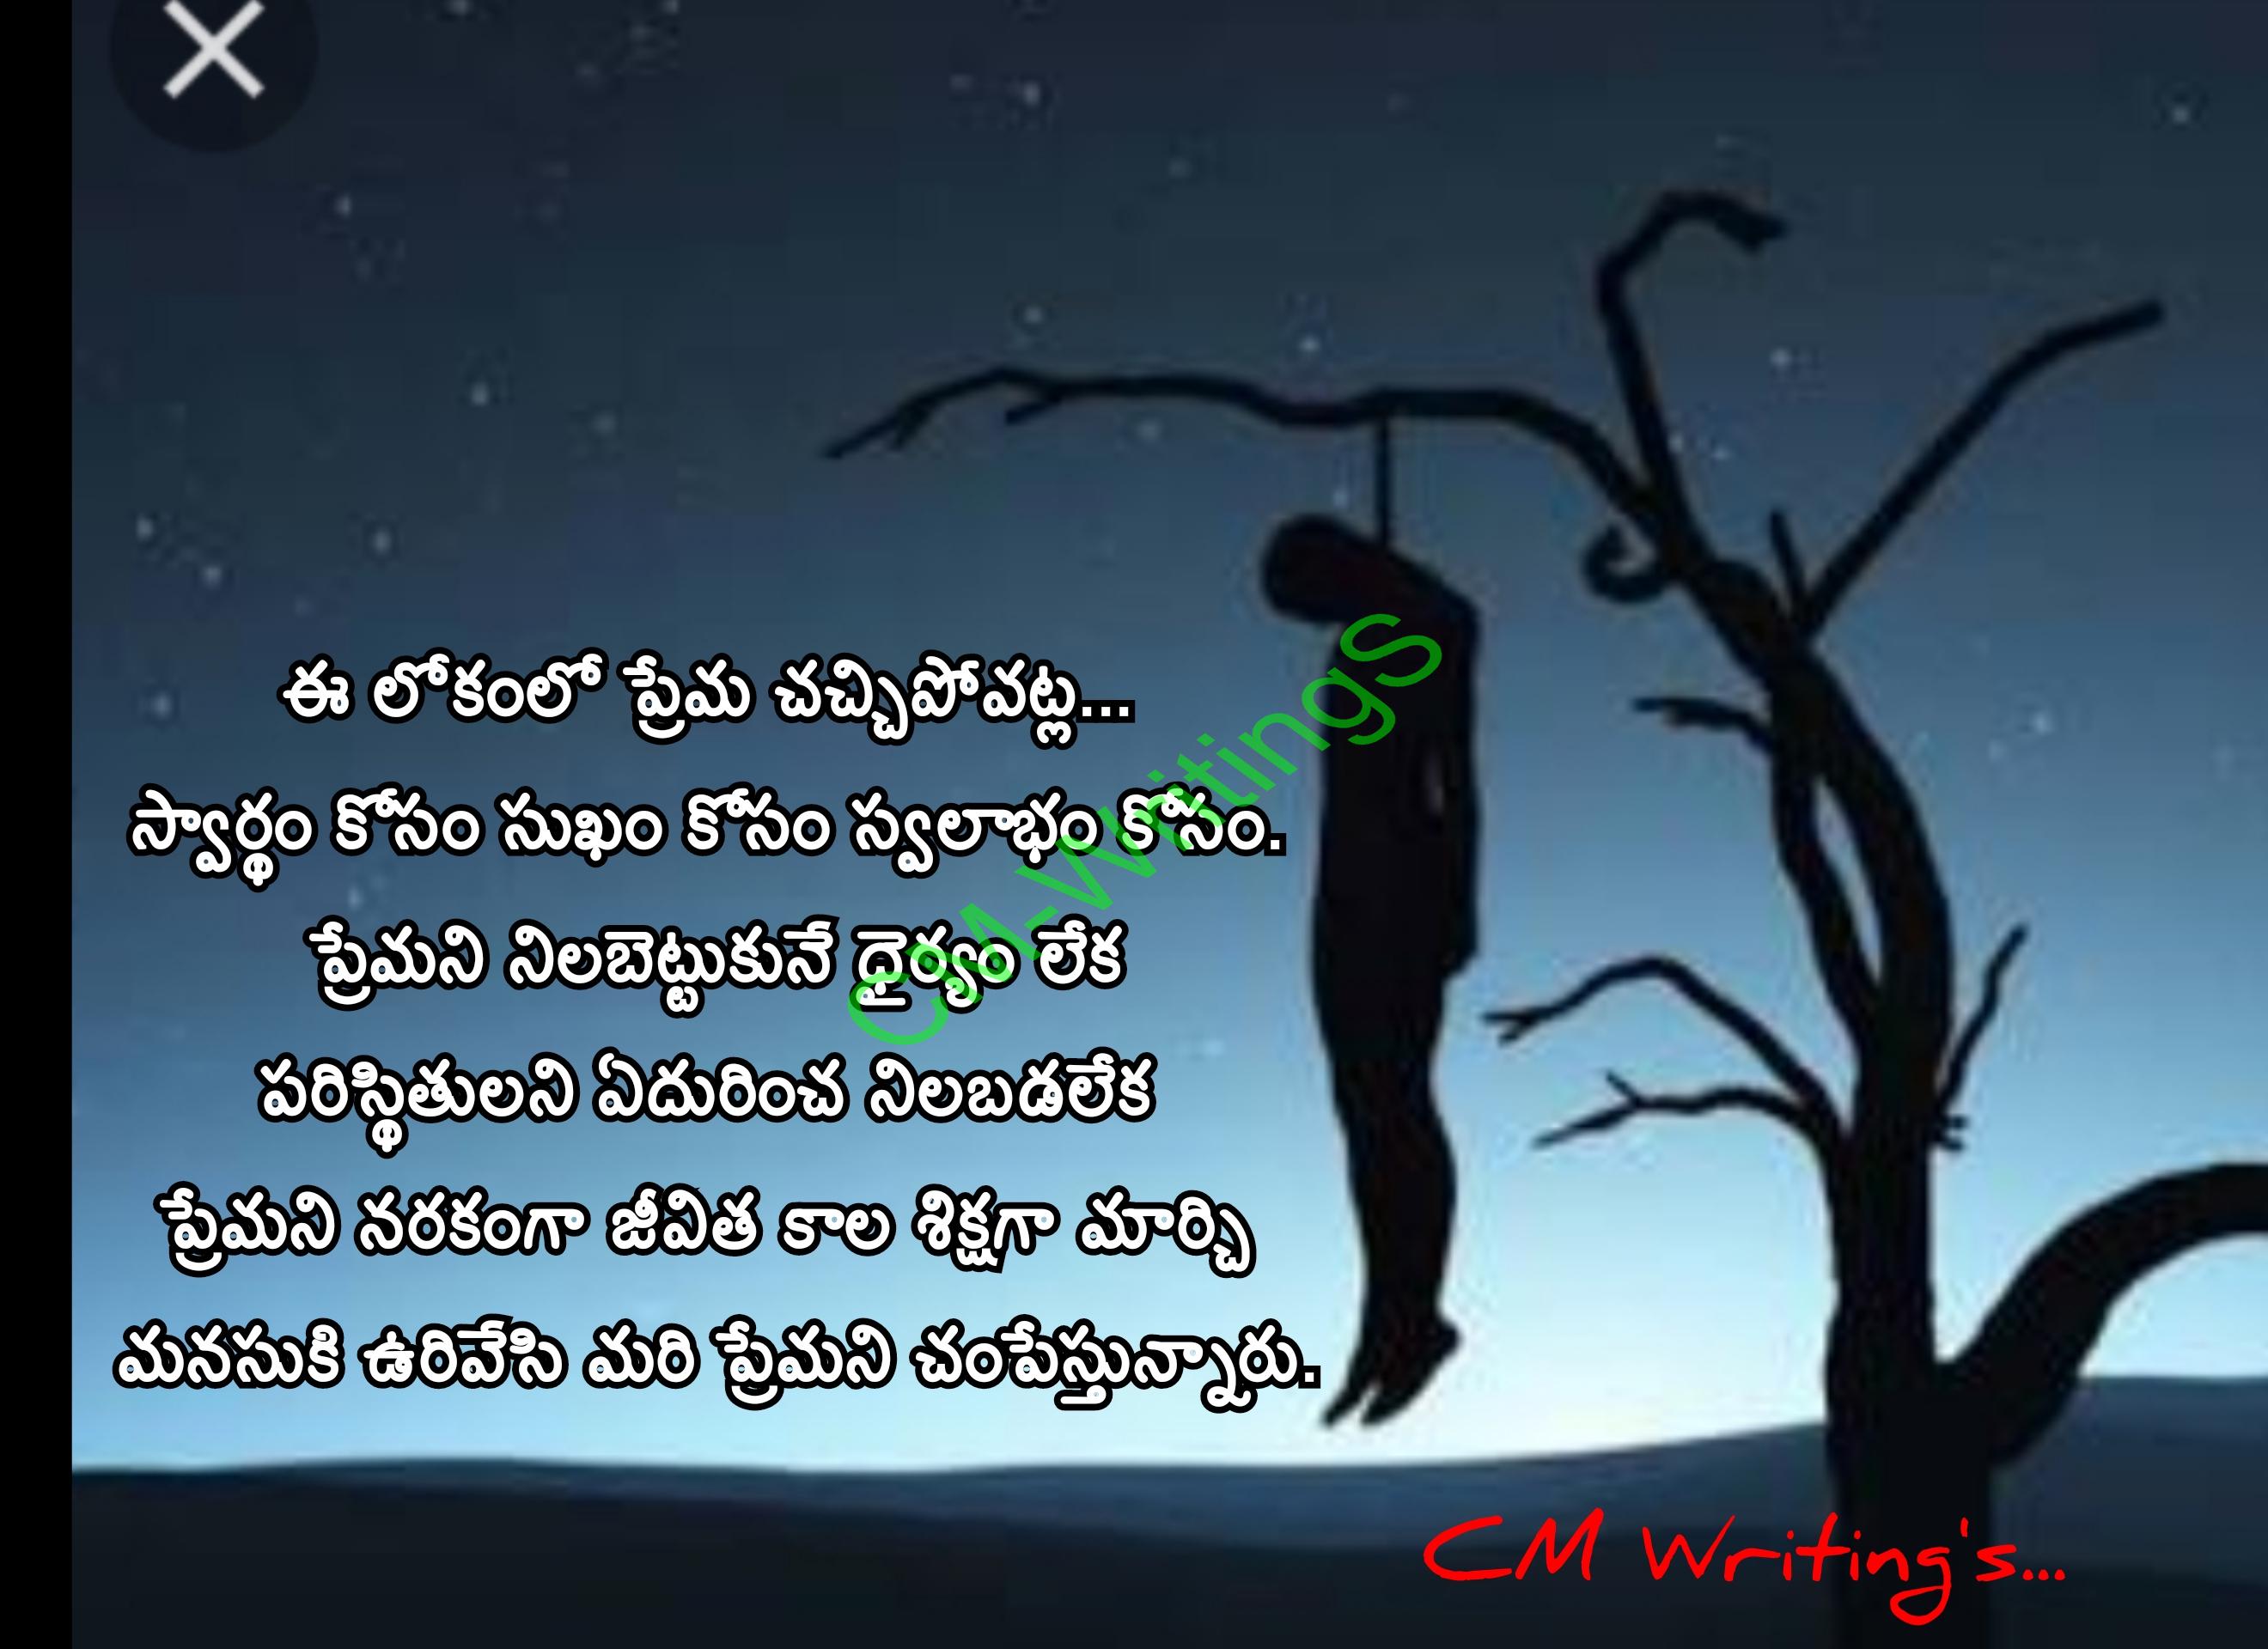 ఈ లోకంలో ప్రేమ చచ్చిపోవట్ల...
స్వార్థం కోసం సుఖం కోసం స్వలాభం కోసం.
ప్రేమని నిలబెట్టుకునే ధైర్యం లేక
పరిస్థితులని ఏదురించ నిలబడలేక
ప్రేమని నరకంగా జీవిత కాల శిక్షగా మార్చి
మనసుకి ఉరివేసి మరి ప్రేమని చంపేస్తున్నారు.
CM-WritingS
CM Writing's...